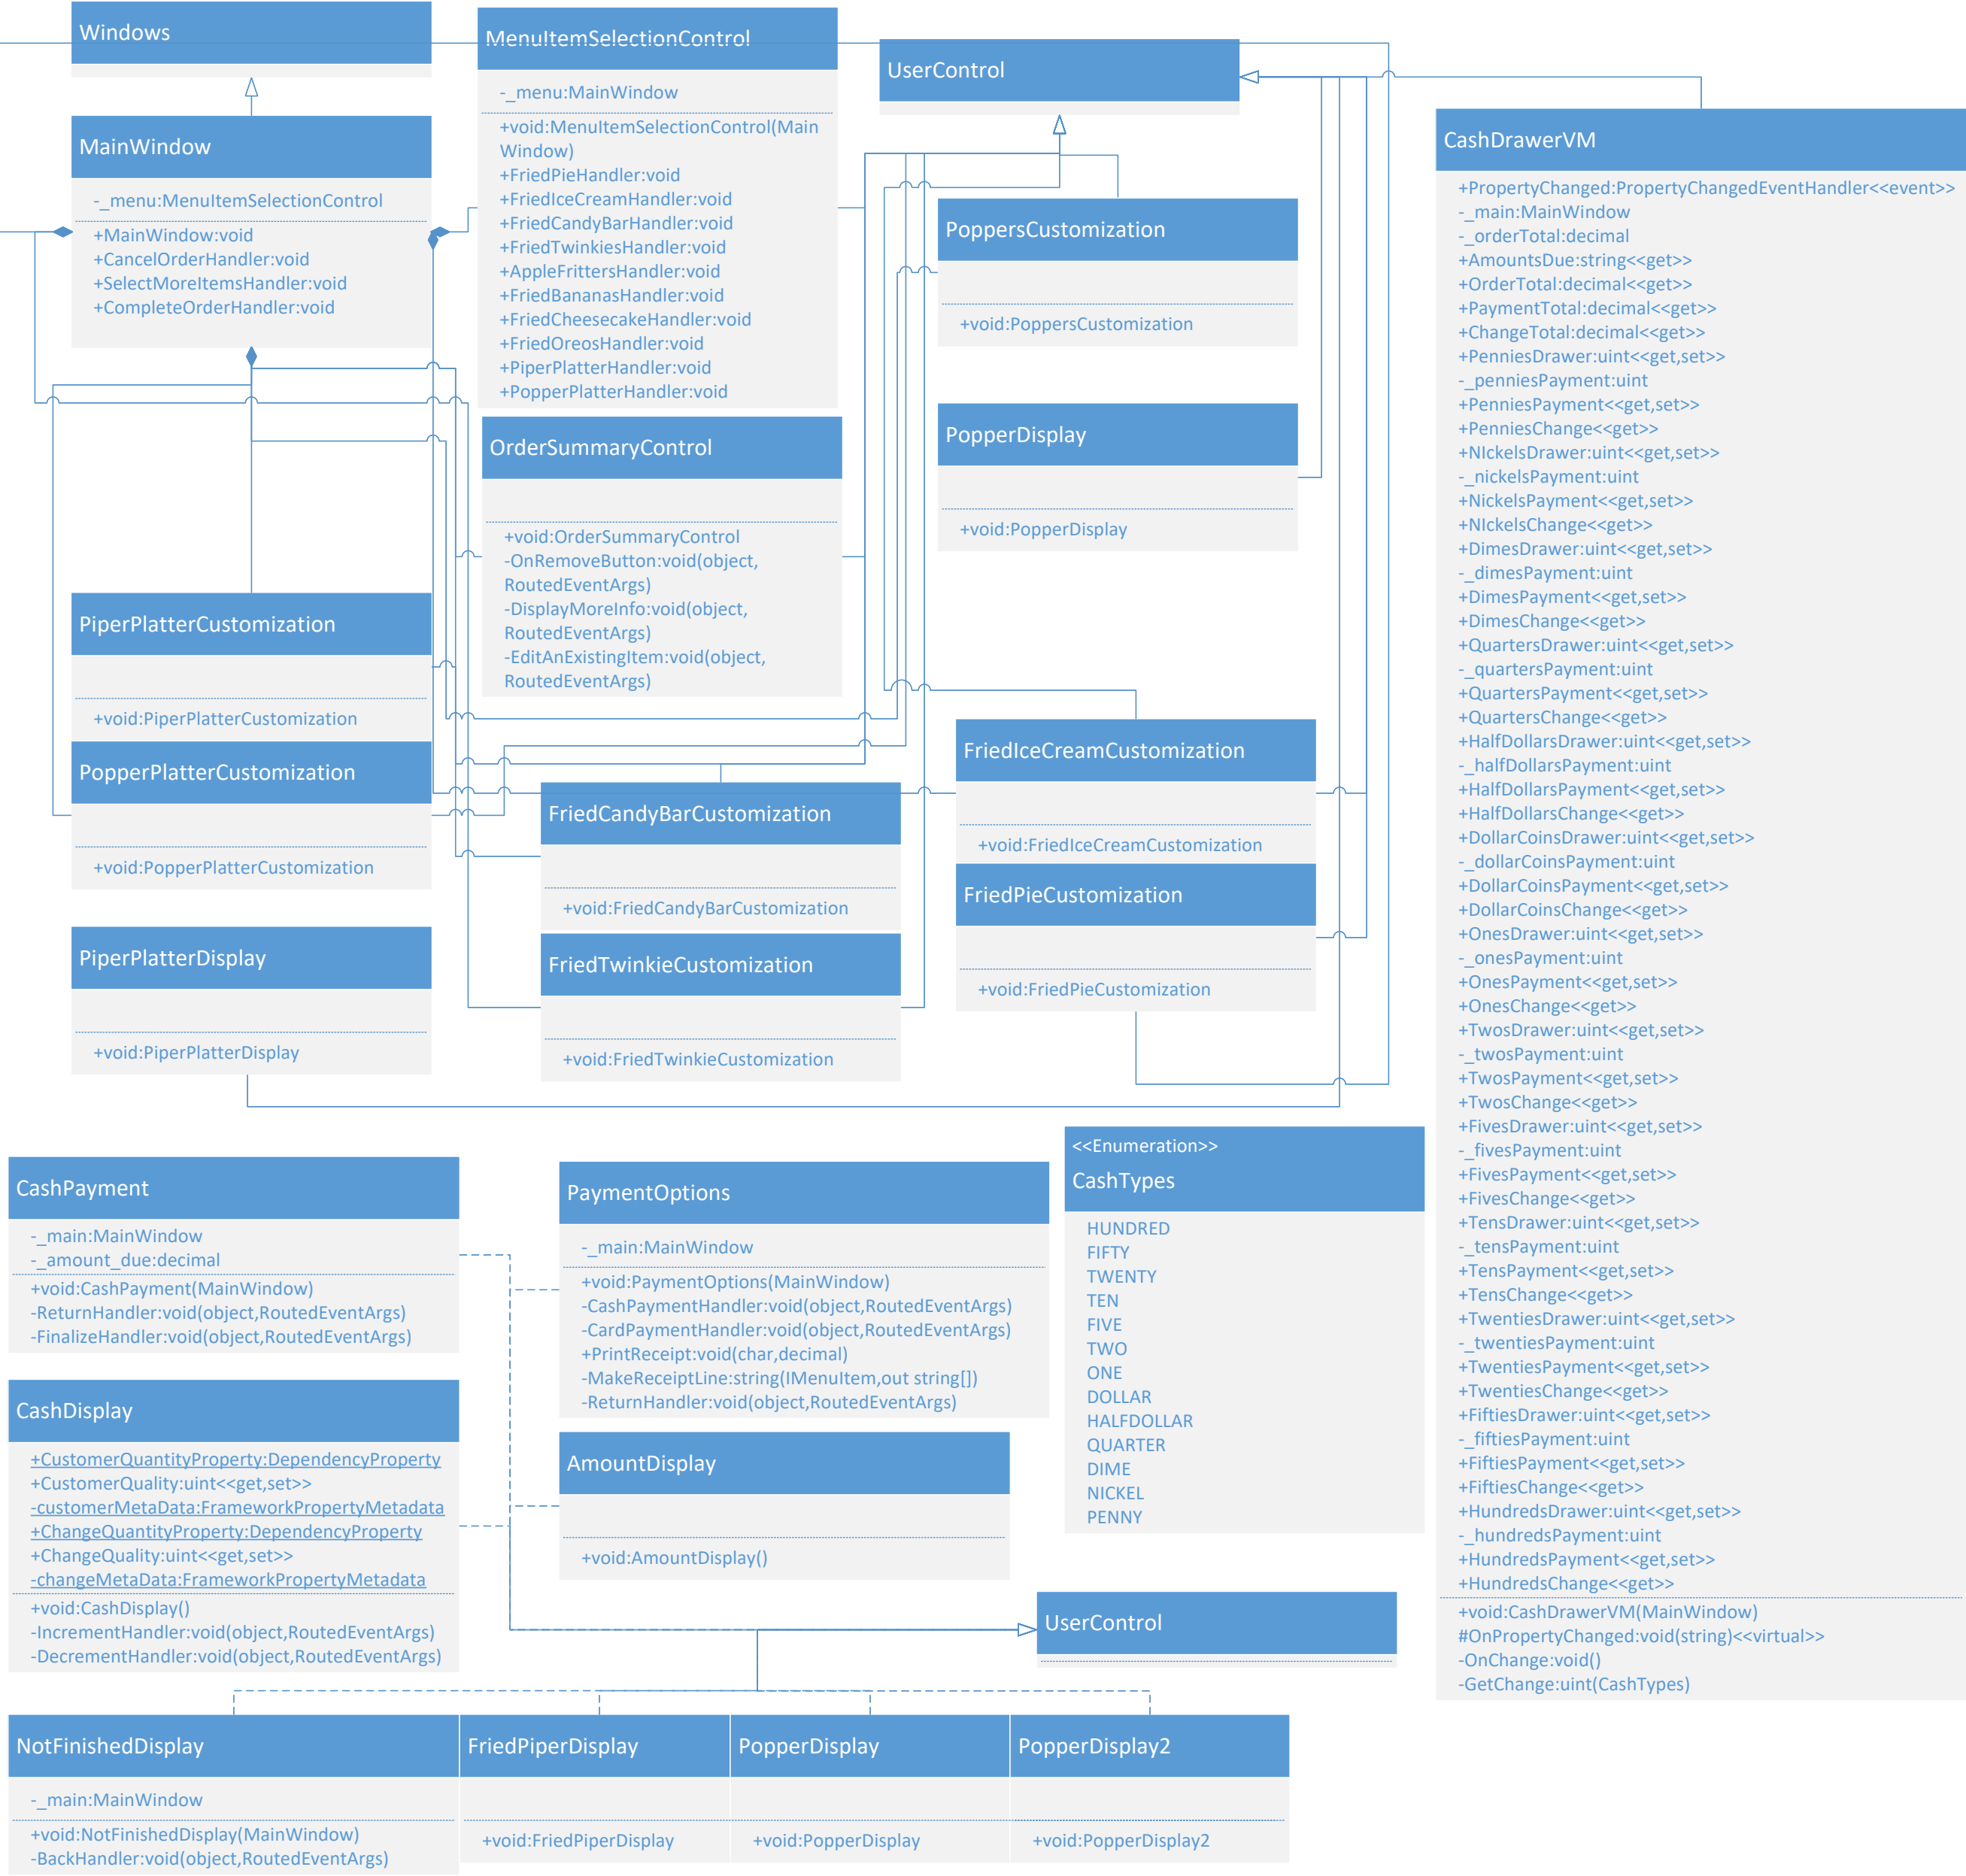 Windows
MainWindow
-_menu:MenuItemSelectionControl
+MainWindow:void
+CancelOrderHandler:void
+SelectMoreItemsHandler:void
+CompleteOrderHandler:void
MenuItemSelectionControl
-_menu:MainWindow
+void:MenuItemSelectionControl(Main
Window)
+FriedPieHandler:void
+FriedIceCreamHandler:void
+FriedCandyBarHandler:void
+FriedTwinkiesHandler:void
+AppleFrittersHandler:void
+FriedBananasHandler:void
+FriedCheesecakeHandler:void
+FriedOreosHandler:void
+PiperPlatterHandler:void
+PopperPlatterHandler:void
UserControl
PoppersCustomization
+void:PoppersCustomization
PopperDisplay
+void:PopperDisplay
OrderSummaryControl
+void:OrderSummaryControl
-OnRemoveButton:void(object,
RoutedEventArgs)
-DisplayMoreInfo:void(object,
RoutedEventArgs)
-EditAnExistingItem:void(object,
RoutedEventArgs)
PiperPlatterCustomization
+void:PiperPlatterCustomization
PopperPlatterCustomization
+void:PopperPlatterCustomization
PiperPlatterDisplay
+void:PiperPlatterDisplay
FriedCandyBarCustomization
+void:FriedCandyBarCustomization
FriedTwinkieCustomization
+void:FriedTwinkieCustomization
FriedIceCreamCustomization
+void:FriedIceCreamCustomization
FriedPieCustomization
+void:FriedPieCustomization
CashDrawerVM
+PropertyChanged:PropertyChangedEventHandler<<event>>
-_main:MainWindow
-_orderTotal:decimal
+AmountsDue:string<<get>>
+OrderTotal:decimal<<get>>
+PaymentTotal:decimal<<get>>
+ChangeTotal:decimal<<get>>
+PenniesDrawer:uint<<get,set>>
-_penniesPayment:uint
+PenniesPayment<<get,set>>
+PenniesChange<<get>>
+NIckelsDrawer:uint<<get,set>>
-_nickelsPayment:uint
+NickelsPayment<<get,set>>
+NIckelsChange<<get>>
+DimesDrawer:uint<<get,set>>
-_dimesPayment:uint
+DimesPayment<<get,set>>
+DimesChange<<get>>
+QuartersDrawer:uint<<get,set>>
-_quartersPayment:uint
+QuartersPayment<<get,set>>
+QuartersChange<<get>>
+HalfDollarsDrawer:uint<<get,set>>
-_halfDollarsPayment:uint
+HalfDollarsPayment<<get,set>>
+HalfDollarsChange<<get>>
+DollarCoinsDrawer:uint<<get,set>>
-_dollarCoinsPayment:uint
+DollarCoinsPayment<<get,set>>
+DollarCoinsChange<<get>>
+OnesDrawer:uint<<get,set>>
-_onesPayment:uint
+OnesPayment<<get,set>>
+OnesChange<<get>>
+TwosDrawer:uint<<get,set>>
-_twosPayment:uint
+TwosPayment<<get,set>>
+TwosChange<<get>>
+FivesDrawer:uint<<get,set>>
-_fivesPayment:uint
+FivesPayment<<get,set>>
+FivesChange<<get>>
+TensDrawer:uint<<get,set>>
-_tensPayment:uint
+TensPayment<<get,set>>
+TensChange<<get>>
+TwentiesDrawer:uint<<get,set>>
-_twentiesPayment:uint
+TwentiesPayment<<get,set>>
+TwentiesChange<<get>>
+FiftiesDrawer:uint<<get,set>>
-_fiftiesPayment:uint
+FiftiesPayment<<get,set>>
+FiftiesChange<<get>>
+HundredsDrawer:uint<<get,set>>
-_hundredsPayment:uint
+HundredsPayment<<get,set>>
+HundredsChange<<get>>
+void:CashDrawerVM(MainWindow)
#OnPropertyChanged:void(string)<<virtual>>
-OnChange:void()
-GetChange:uint(CashTypes)
CashPayment
-_main:MainWindow
-_amount_due:decimal
+void:CashPayment(MainWindow)
-ReturnHandler:void(object,RoutedEventArgs)
-FinalizeHandler:void(object,RoutedEventArgs)
PaymentOptions
-_main:MainWindow
+void:PaymentOptions(MainWindow)
-CashPaymentHandler:void(object,RoutedEventArgs)
-CardPaymentHandler:void(object,RoutedEventArgs)
+PrintReceipt:void(char,decimal)
-MakeReceiptLine:string(IMenuItem,out string[])
-ReturnHandler:void(object,RoutedEventArgs)
<<Enumeration>>
CashTypes
HUNDRED
FIFTY
TWENTY
TEN
FIVE
TWO
ONE
DOLLAR
HALFDOLLAR
QUARTER
DIME
NICKEL
PENNY
CashDisplay
+CustomerQuantityProperty:DependencyProperty
+CustomerQuality:uint<<get,set>>
-customerMetaData:FrameworkPropertyMetadata
+ChangeQuantityProperty:DependencyProperty
+ChangeQuality:uint<<get,set>>
-changeMetaData:FrameworkPropertyMetadata
+void:CashDisplay()
-IncrementHandler:void(object,RoutedEventArgs)
-DecrementHandler:void(object,RoutedEventArgs)
AmountDisplay
+void:AmountDisplay()
UserControl
NotFinishedDisplay
-_main:MainWindow
+void:NotFinishedDisplay(MainWindow)
-BackHandler:void(object,RoutedEventArgs)
FriedPiperDisplay
+void:FriedPiperDisplay
PopperDisplay
+void:PopperDisplay
PopperDisplay2
+void:PopperDisplay2